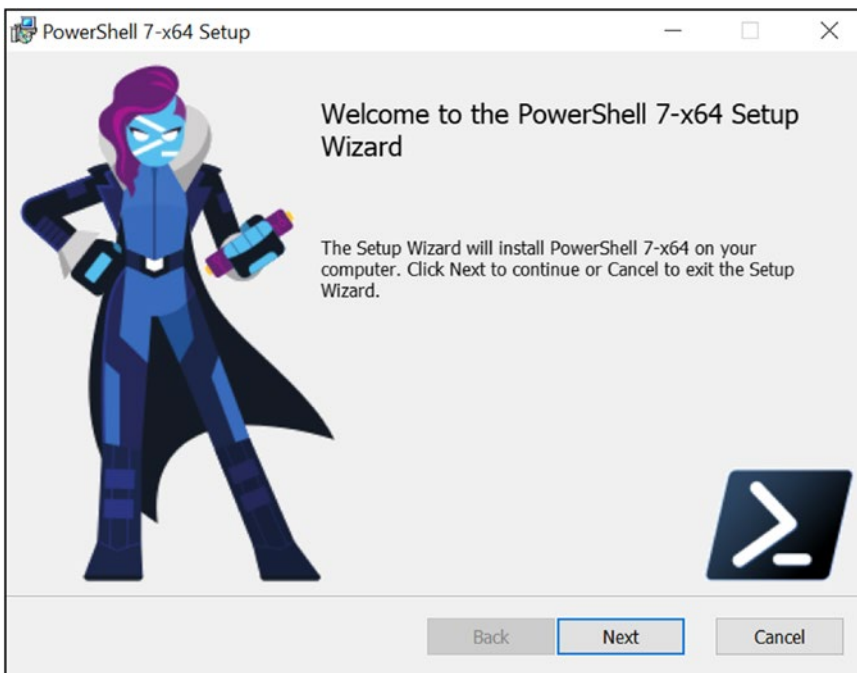 PowerShell 7-x64 Setup
Welcome to the PowerShell 7-x64 Setup
Wizard
The Setup Wizard will install PowerShell 7-x64 on your
computer. Click Next to continue or Cancel to exit the Setup
Wizard.
Back
Next
Cancel